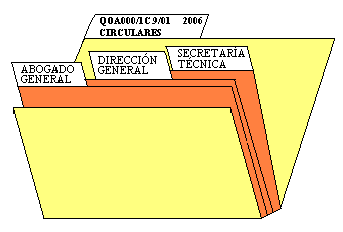 Q0A000/1C9/01 2006
CIRCULARES
SECRETARÍA
TÉCNICA
DIRECCIÓN
GENERAL
ABOGADO
GENERAL